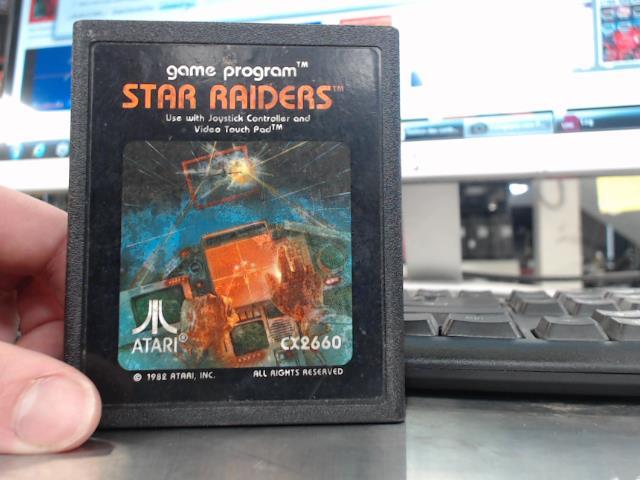 game program™
STAR RAIDERS™
Use with Joystick Controller and
Video Touch Pad™
ATARI®
CX2660
© 1982 ATARI, INC.
ALL RIGHTS RESERVED